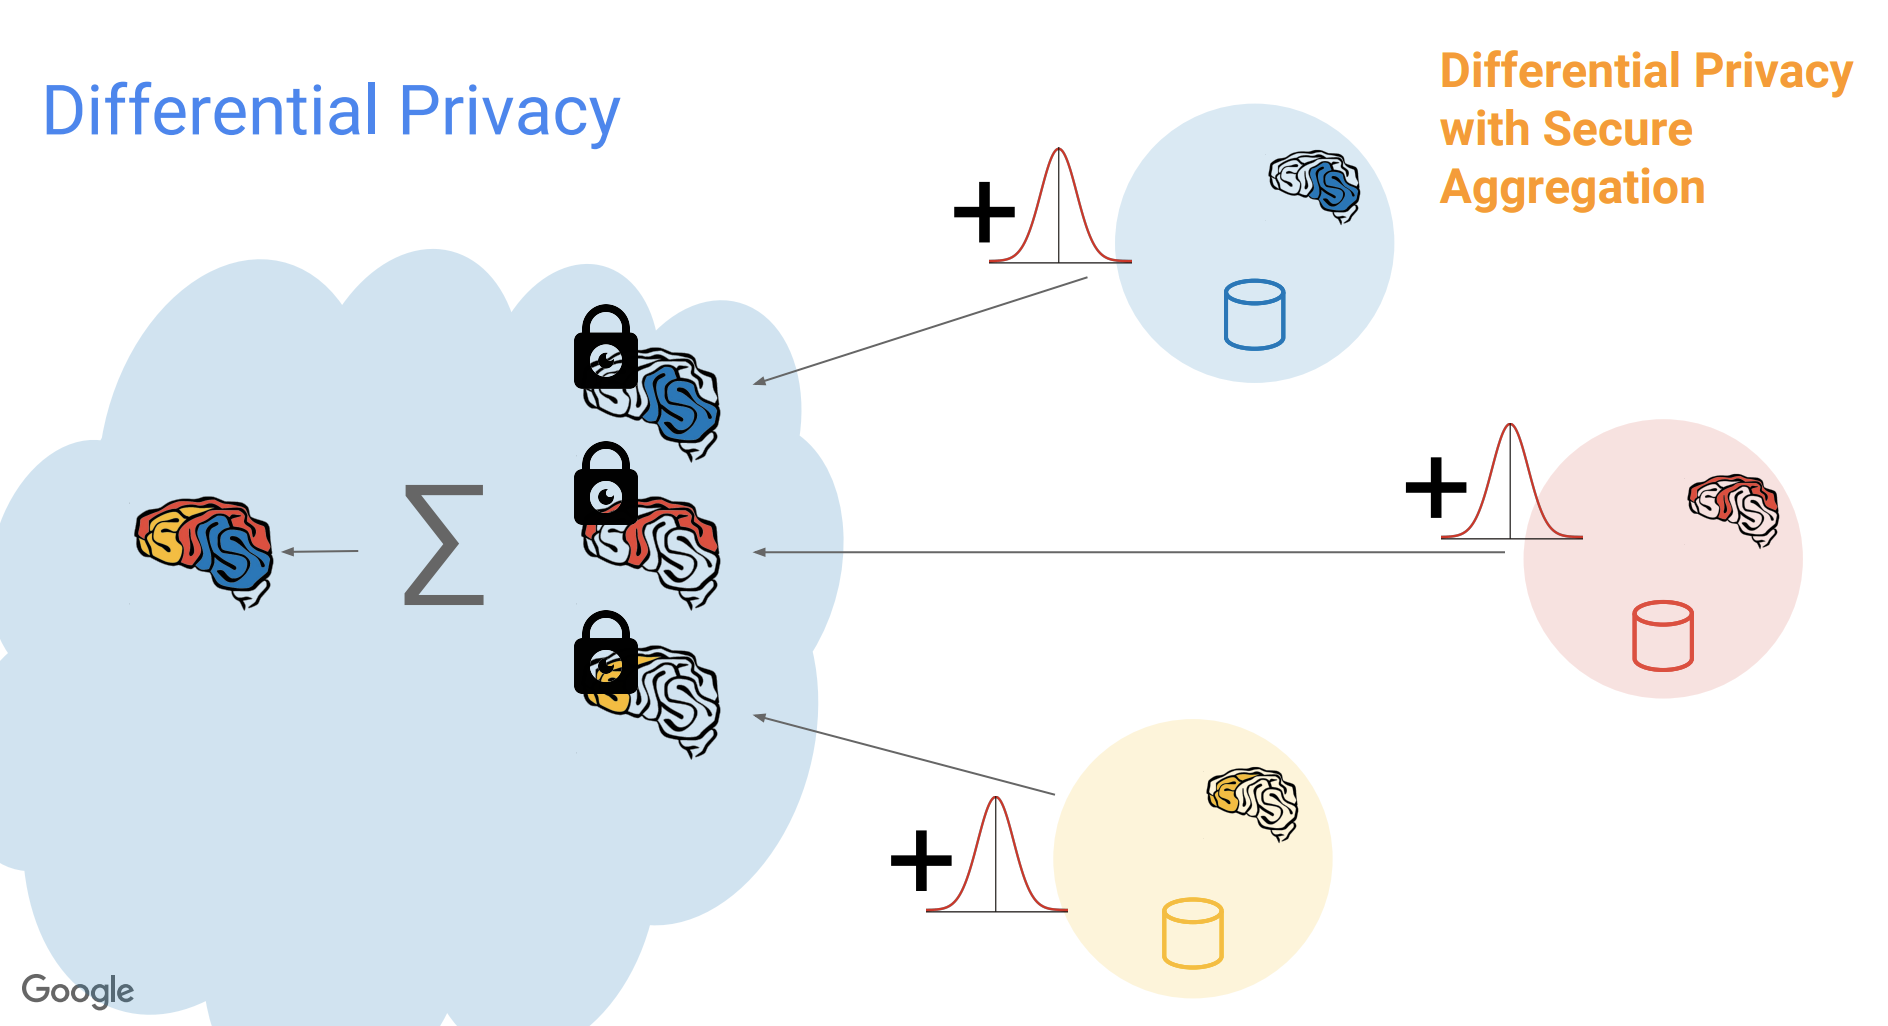 Differential Privacy
Differential Privacy
with Secure
Aggregation
+
+
∑
+
Google